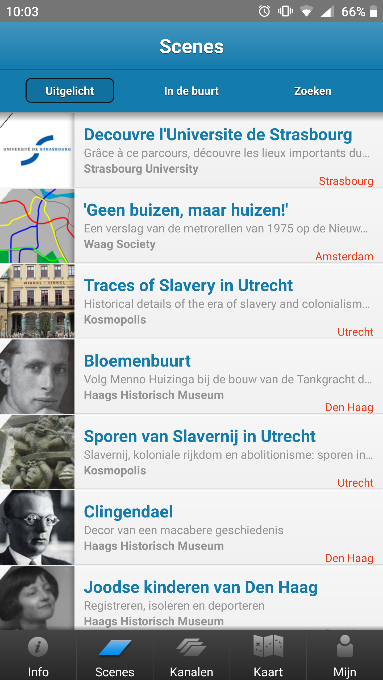 10:03
66%
Scenes
Uitgelicht
In de buurt
Zoeken
UNIVERSITÉ DE STRASBOURG
Decouvre l'Universite de Strasbourg
Grâce à ce parcours, découvre les lieux importants du...
Strasbourg University
Strasbourg
'Geen buizen, maar huizen!'
Een verslag van de metrorellen van 1975 op de Nieuw...
Waag Society
Amsterdam
Traces of Slavery in Utrecht
Historical details of the era of slavery and colonialism...
Kosmopolis
Utrecht
Bloemenbuurt
Volg Menno Huizinga bij de bouw van de Tankgracht d...
Haags Historisch Museum
Den Haag
Sporen van Slavernij in Utrecht
Slavernij, koloniale rijkdom en abolitionisme: sporen in...
Kosmopolis
Utrecht
Clingendael
Decor van een macabere geschiedenis
Haags Historisch Museum
Den Haag
Joodse kinderen van Den Haag
Registreren, isoleren en deporteren
Haags Historisch Museum
Info
Scenes
Kanalen
Kaart
Mijn